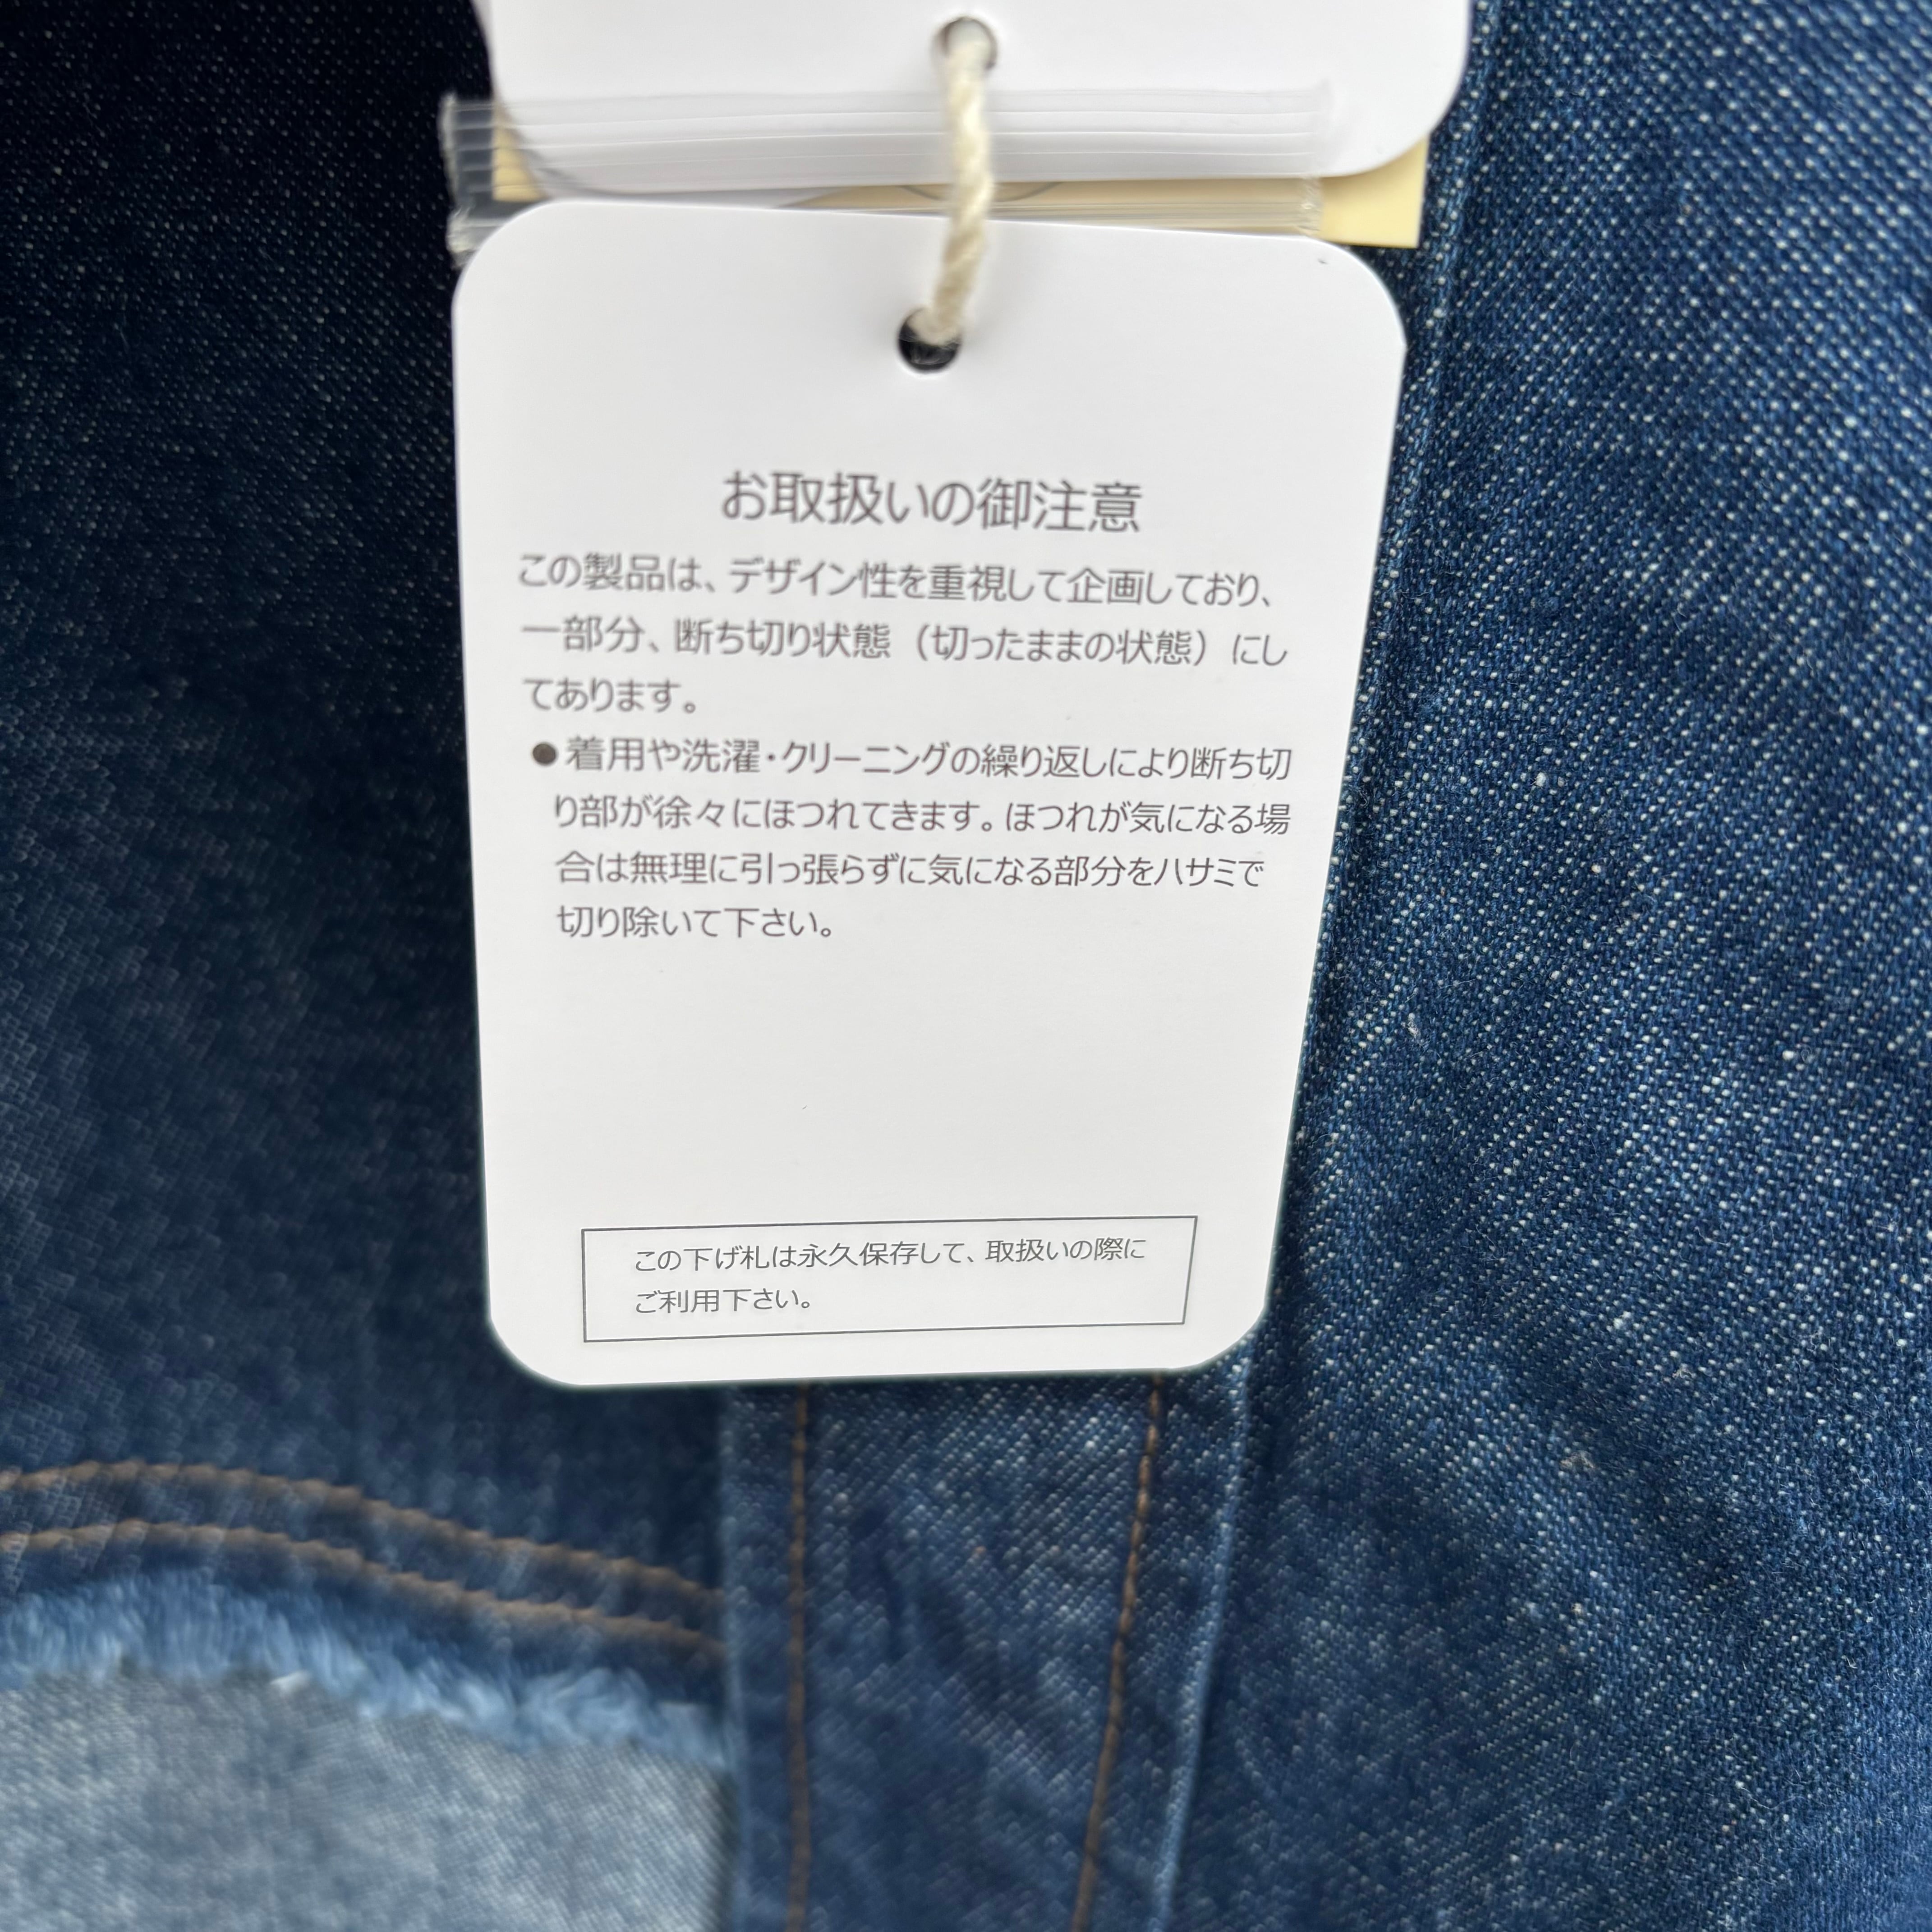 お取扱いの御注意
この製品は、デザイン性を重視して企画しており、
一部分、断ち切り状態（切ったままの状態）にし
てあります。
●着用や洗濯・クリーニングの繰り返しにより断ち切
り部が徐々にほつれてきます。ほつれが気になる場
合は無理に引っ張らずに気になる部分をハサミで
切り除いて下さい。
この下げ札は永久保存して、取扱いの際に
ご利用下さい。